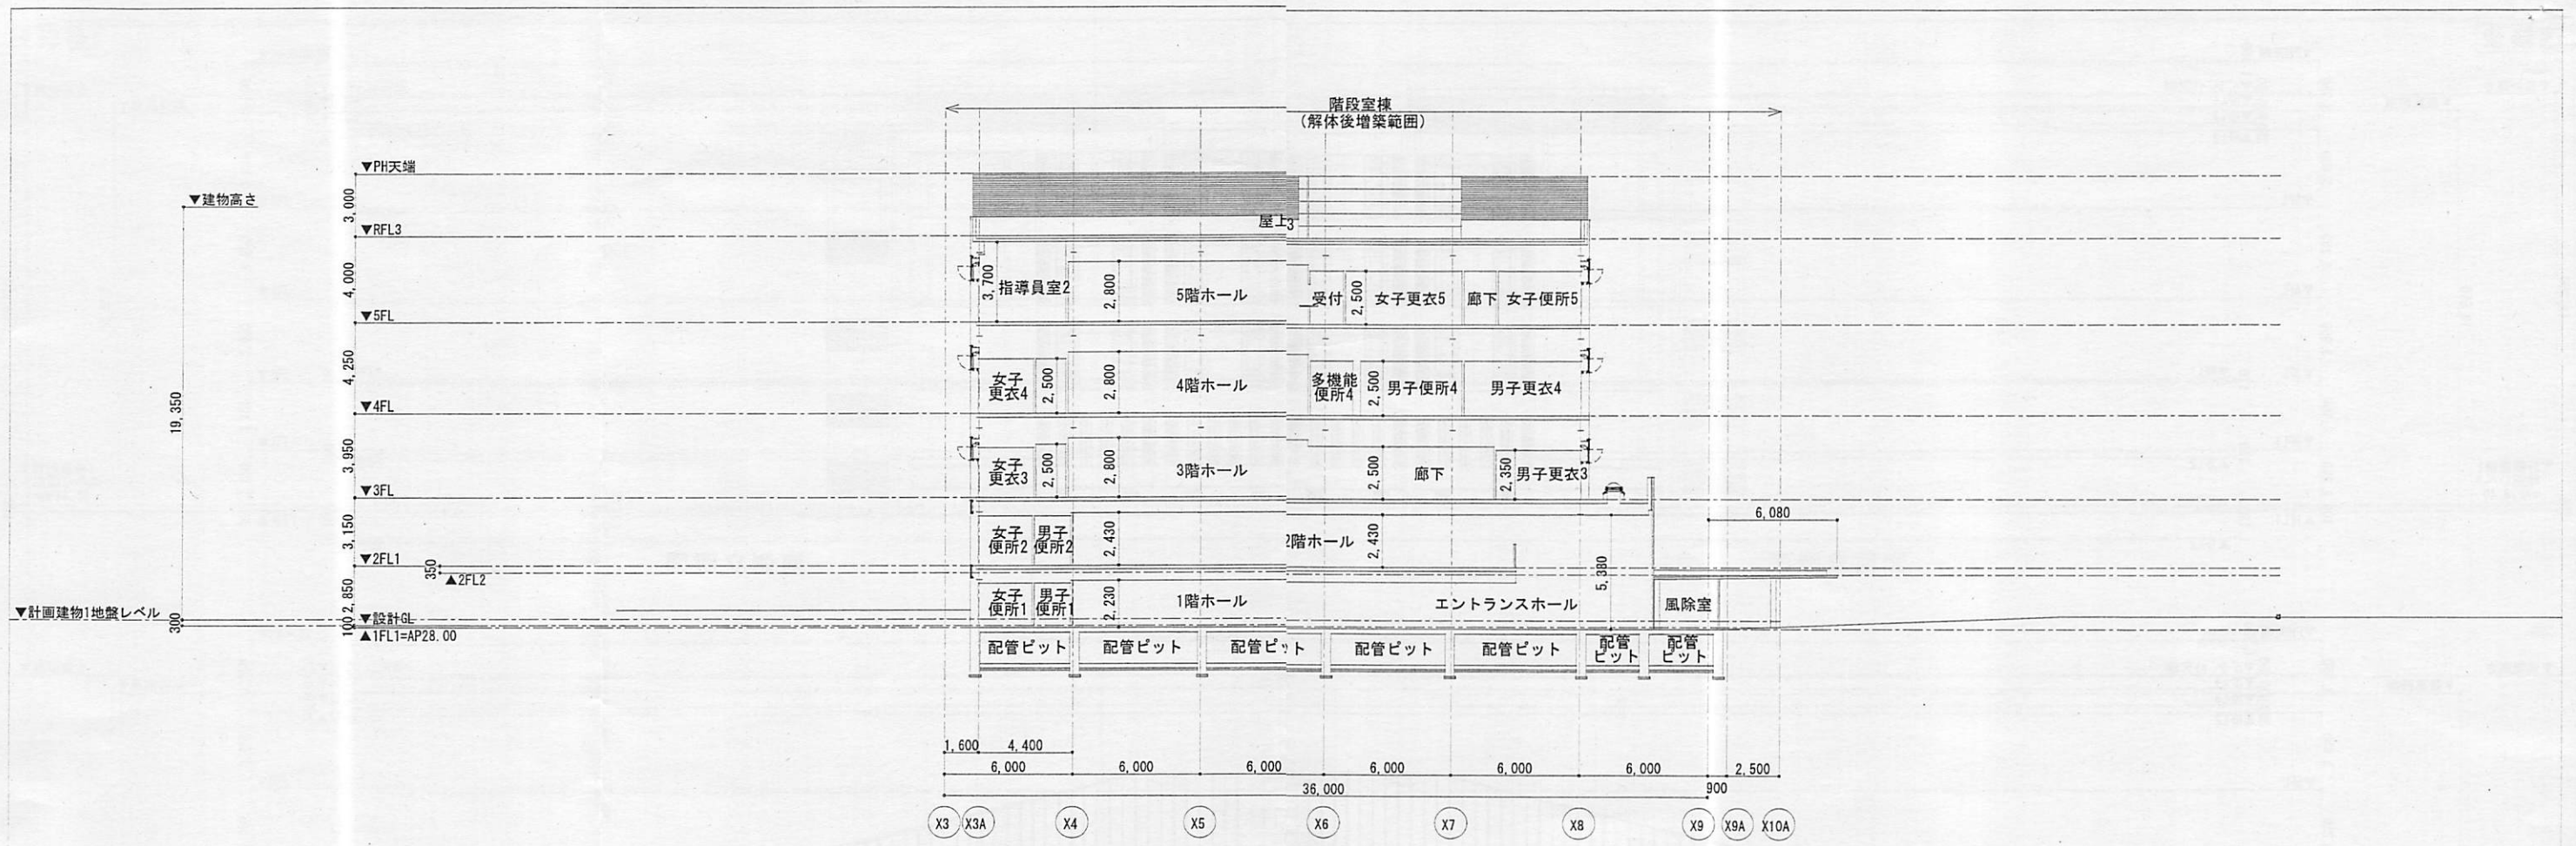 階段室棟
(解体後増築範囲)
▼PH天端
▼建物高さ
3,000
屋上3
▼RFL3
4,000
3,700
指導員室2
2,800
5階ホール
受付
2,500
女子更衣5
廊下
女子便所5
▼5FL
4,250
女子
更衣4
2,500
2,800
4階ホール
多機能
便所4
2,500
男子便所4
男子更衣4
▼4FL
19,350
3,950
女子
更衣3
2,500
2,800
3階ホール
2,500
廊下
2,350
男子更衣3
▼3FL
6,080
3,150
女子
便所2
男子
便所2
2,430
2階ホール
2,430
5,380
▼2FL1
350
▲2FL2
2,850
女子
便所1
男子
便所1
2,230
1階ホール
エントランスホール
風除室
▼計画建物1地盤レベル
300
▼設計GL
100
▲1FL1=AP28.00
配管ピット
配管ピット
配管ピット
配管ピット
配管ピット
配管
ピット
配管
ピット
1,600
4,400
6,000
6,000
6,000
6,000
6,000
6,000
2,500
36,000
900
X3
X3A
X4
X5
X6
X7
X8
X9
X9A
X10A